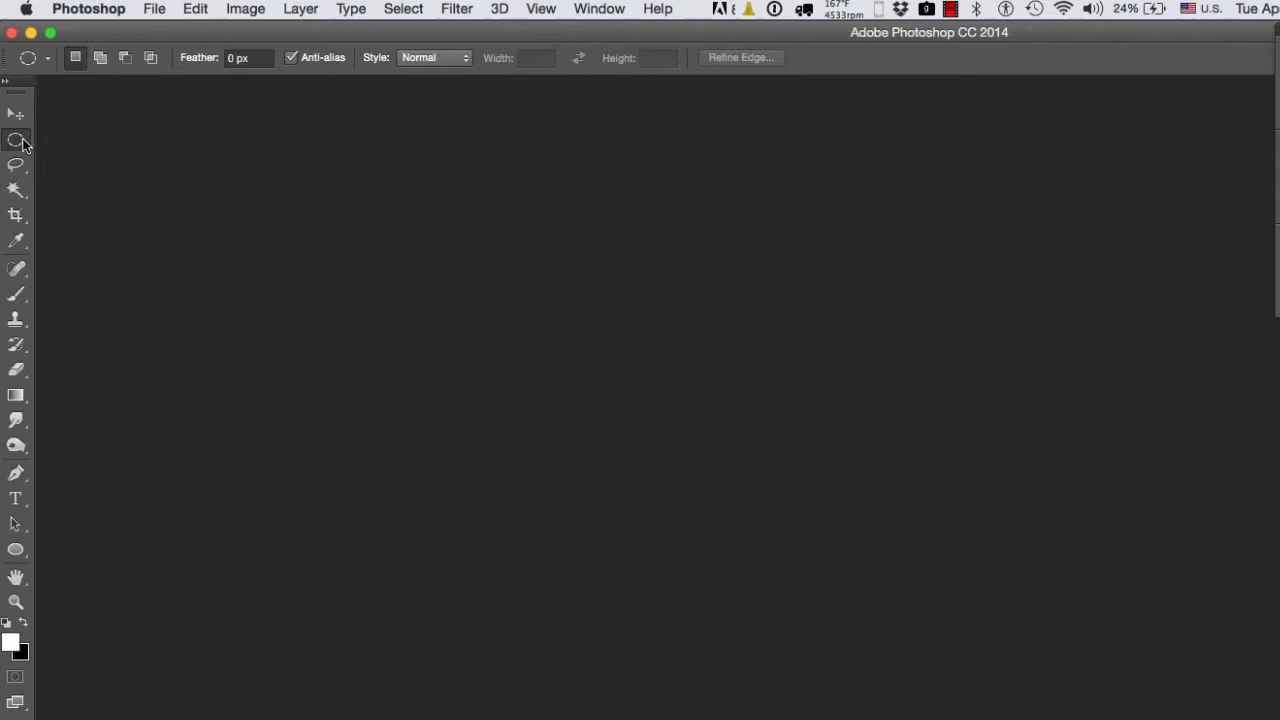 Photoshop File Edit Image Layer Type Select Filter 3D View Window Help 167°F 4533rpm 24% U.S. Tue Ap
Adobe Photoshop CC 2014
Feather: 0 px Anti-alias Style: Normal Width: Height: Refine Edge...